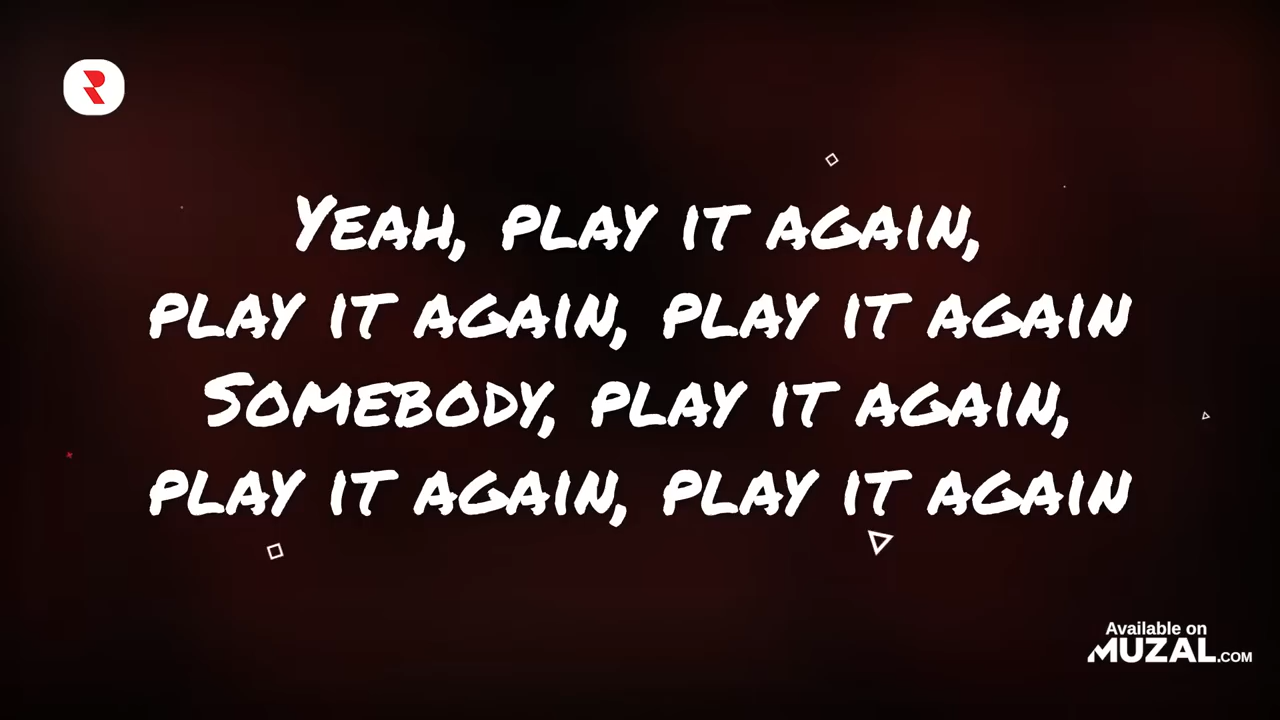 Yeah, play it again,
play it again, play it again
Somebody, play it again,
play it again, play it again
Available on
MUZAL.COM